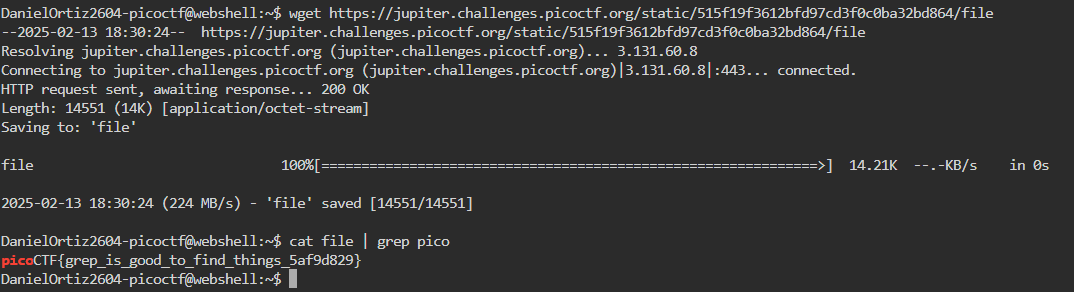 DanielOrtiz2604-picoctf@webshell:~$ wget https://jupiter.challenges.picoctf.org/static/515f19f3612bfd97cd3f0c0ba32bd864/file
--2025-02-13 18:30:24--  https://jupiter.challenges.picoctf.org/static/515f19f3612bfd97cd3f0c0ba32bd864/file
Resolving jupiter.challenges.picoctf.org (jupiter.challenges.picoctf.org)... 3.131.60.8
Connecting to jupiter.challenges.picoctf.org (jupiter.challenges.picoctf.org)|3.131.60.8|:443... connected.
HTTP request sent, awaiting response... 200 OK
Length: 14551 (14K) [application/octet-stream]
Saving to: 'file'
file                                100%[==============================================================>]  14.21K  --.-KB/s    in 0s
2025-02-13 18:30:24 (224 MB/s) - 'file' saved [14551/14551]
DanielOrtiz2604-picoctf@webshell:~$ cat file | grep pico
picoCTF{grep_is_good_to_find_things_5af9d829}
DanielOrtiz2604-picoctf@webshell:~$